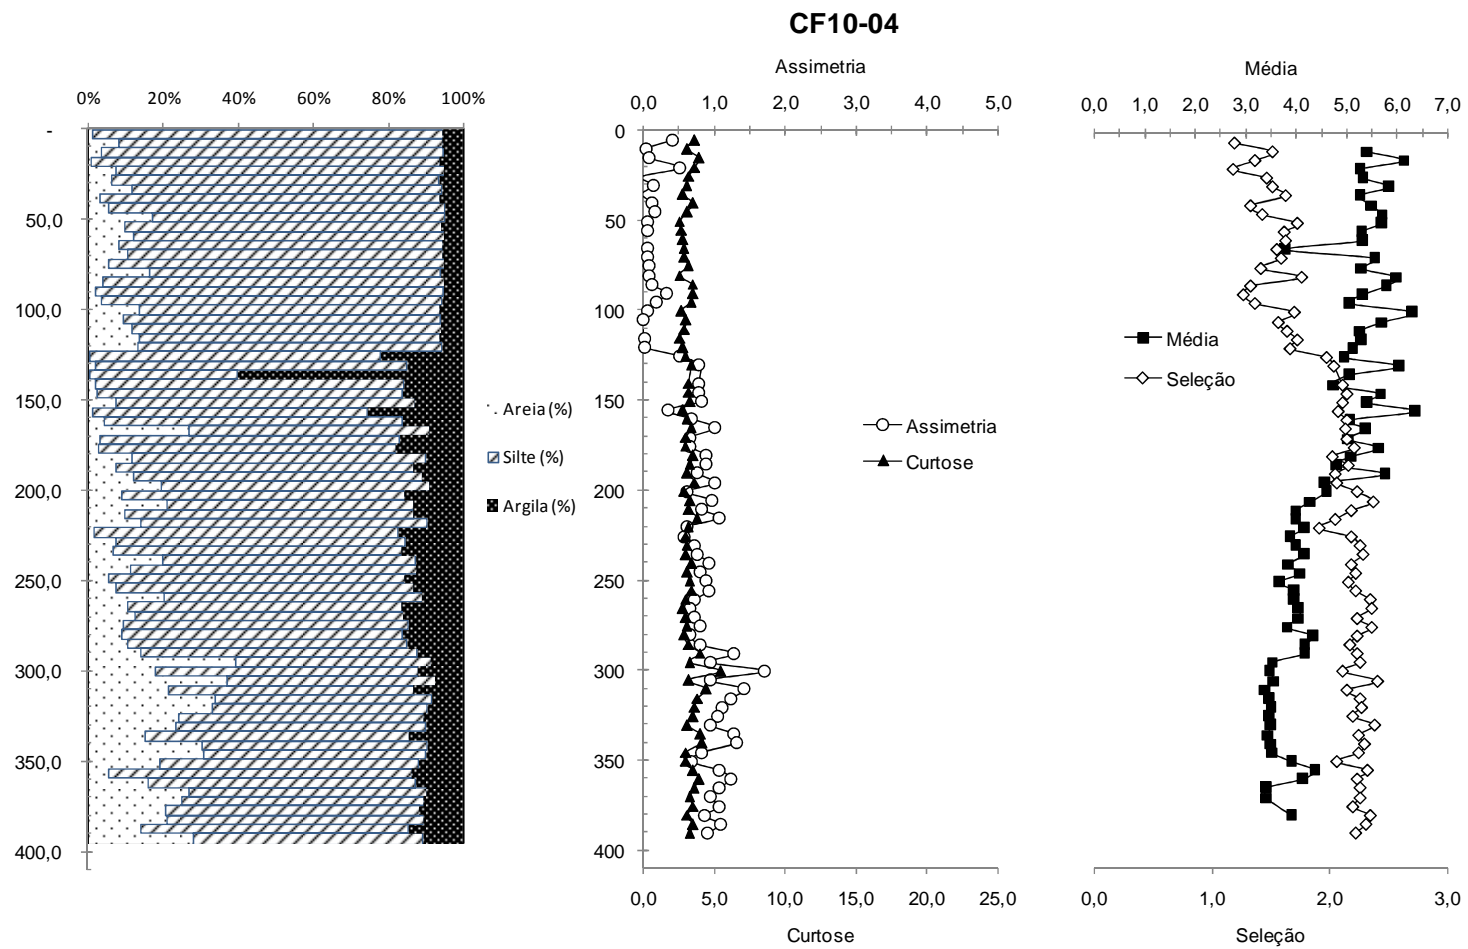 CF10-04
0% 20% 40% 60% 80% 100%
-
50,0
100,0
150,0
200,0
250,0
300,0
350,0
400,0
Areia (%)
Silte (%)
Argila (%)
Assimetria
0,0 1,0 2,0 3,0 4,0 5,0
0
50
100
150
200
250
300
350
400
Assimetria
Curtose
0,0 5,0 10,0 15,0 20,0 25,0
Curtose
Média
0,0 1,0 2,0 3,0 4,0 5,0 6,0 7,0
Média
Seleção
0,0 1,0 2,0 3,0
Seleção